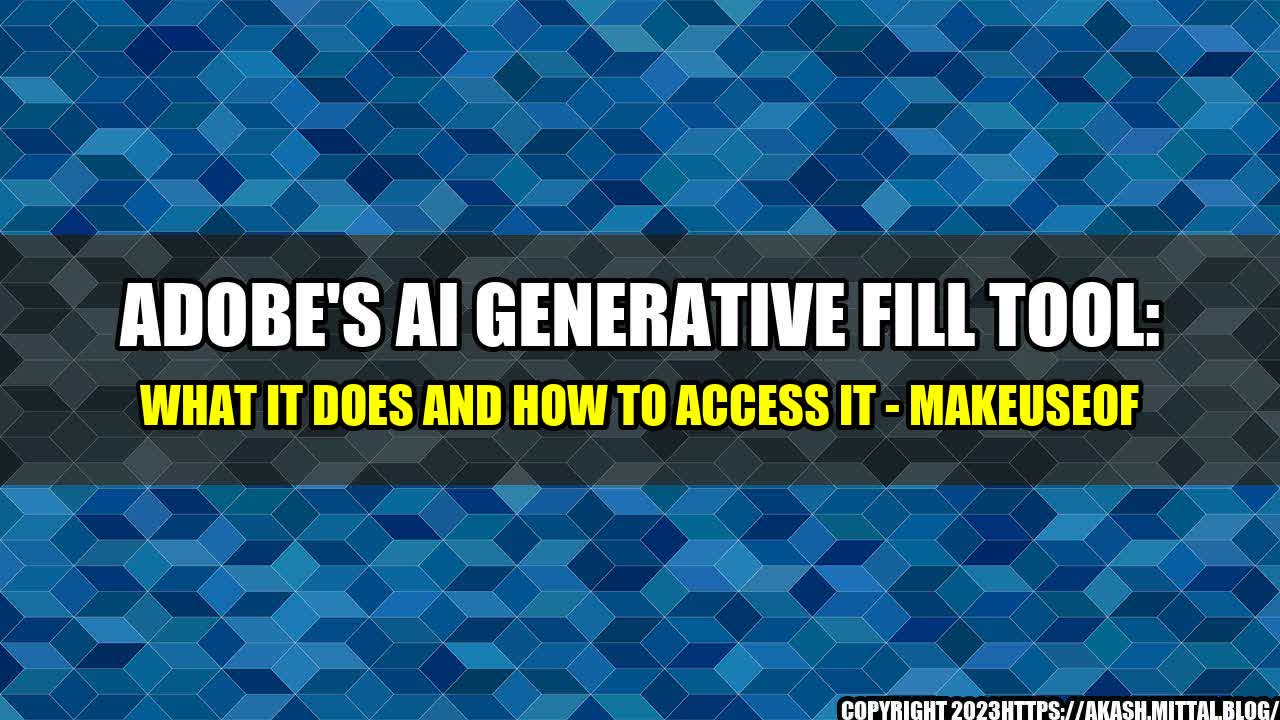 ADOBE'S AI GENERATIVE FILL TOOL:
WHAT IT DOES AND HOW TO ACCESS IT - MAKEUSEOF
COPYRIGHT 2023HTTPS://AKASH.MITTAL.BLOG/